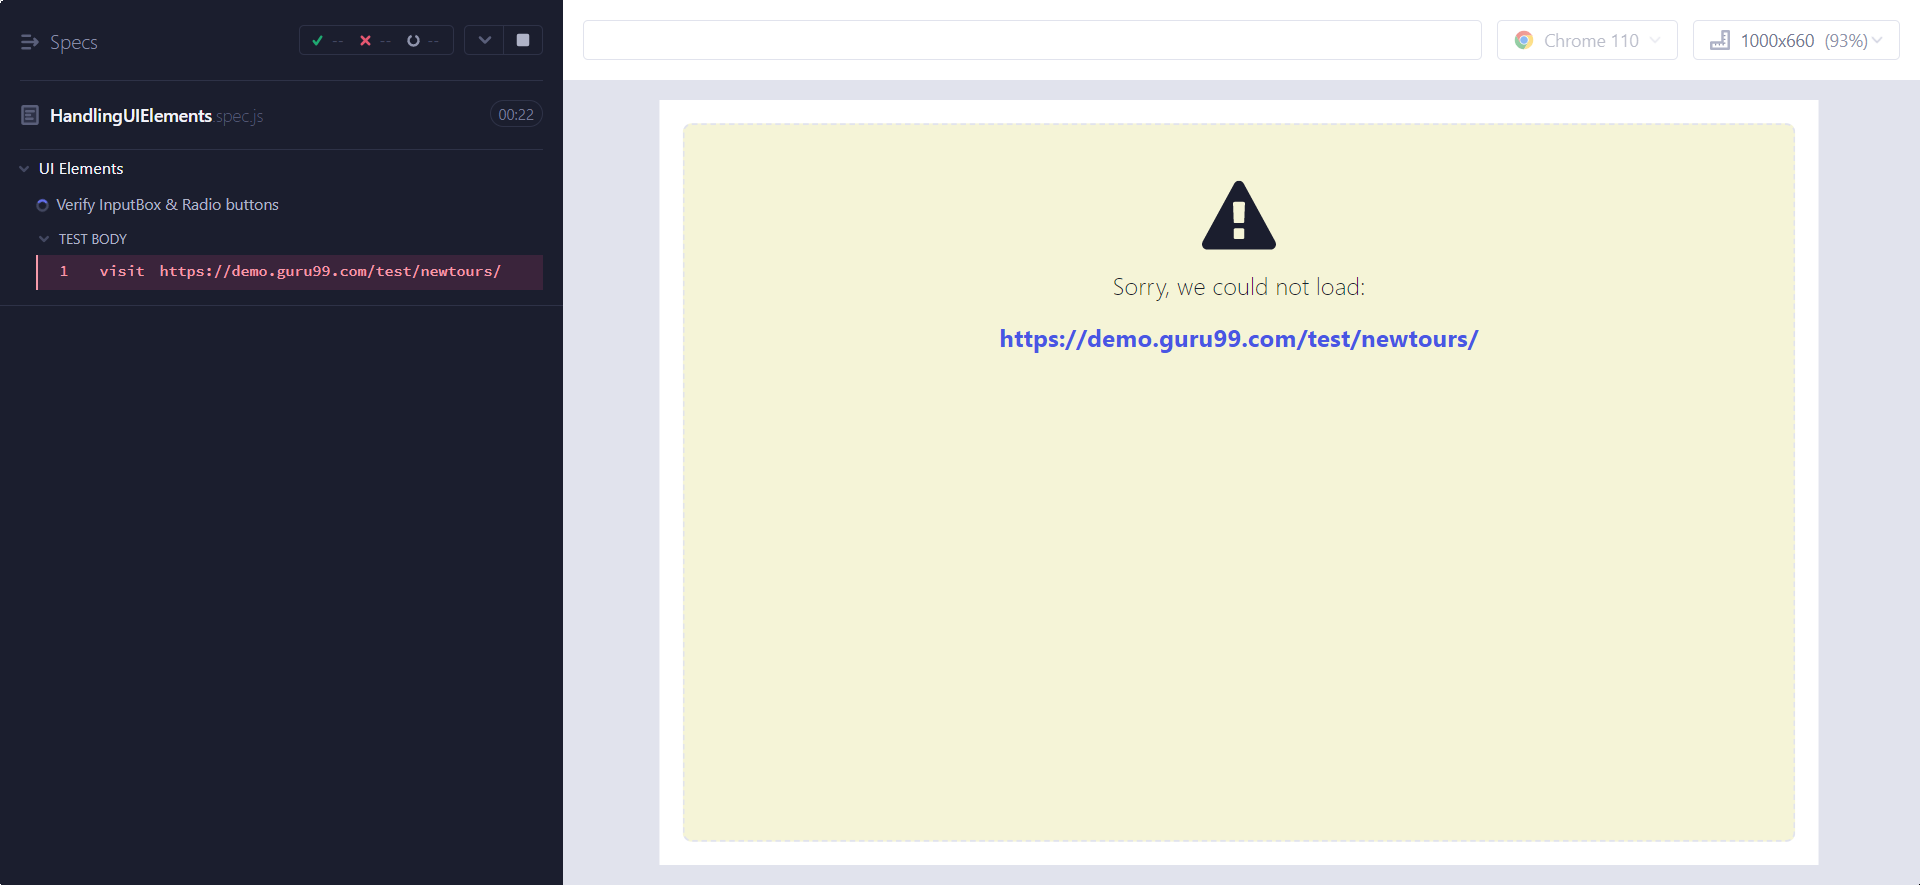 Specs
-- -- --
HandlingUIElements.spec.js
00:22
UI Elements
Verify InputBox & Radio buttons
TEST BODY
1 visit https://demo.guru99.com/test/newtours/
Chrome 110
1000x660 (93%)
Sorry, we could not load:
https://demo.guru99.com/test/newtours/